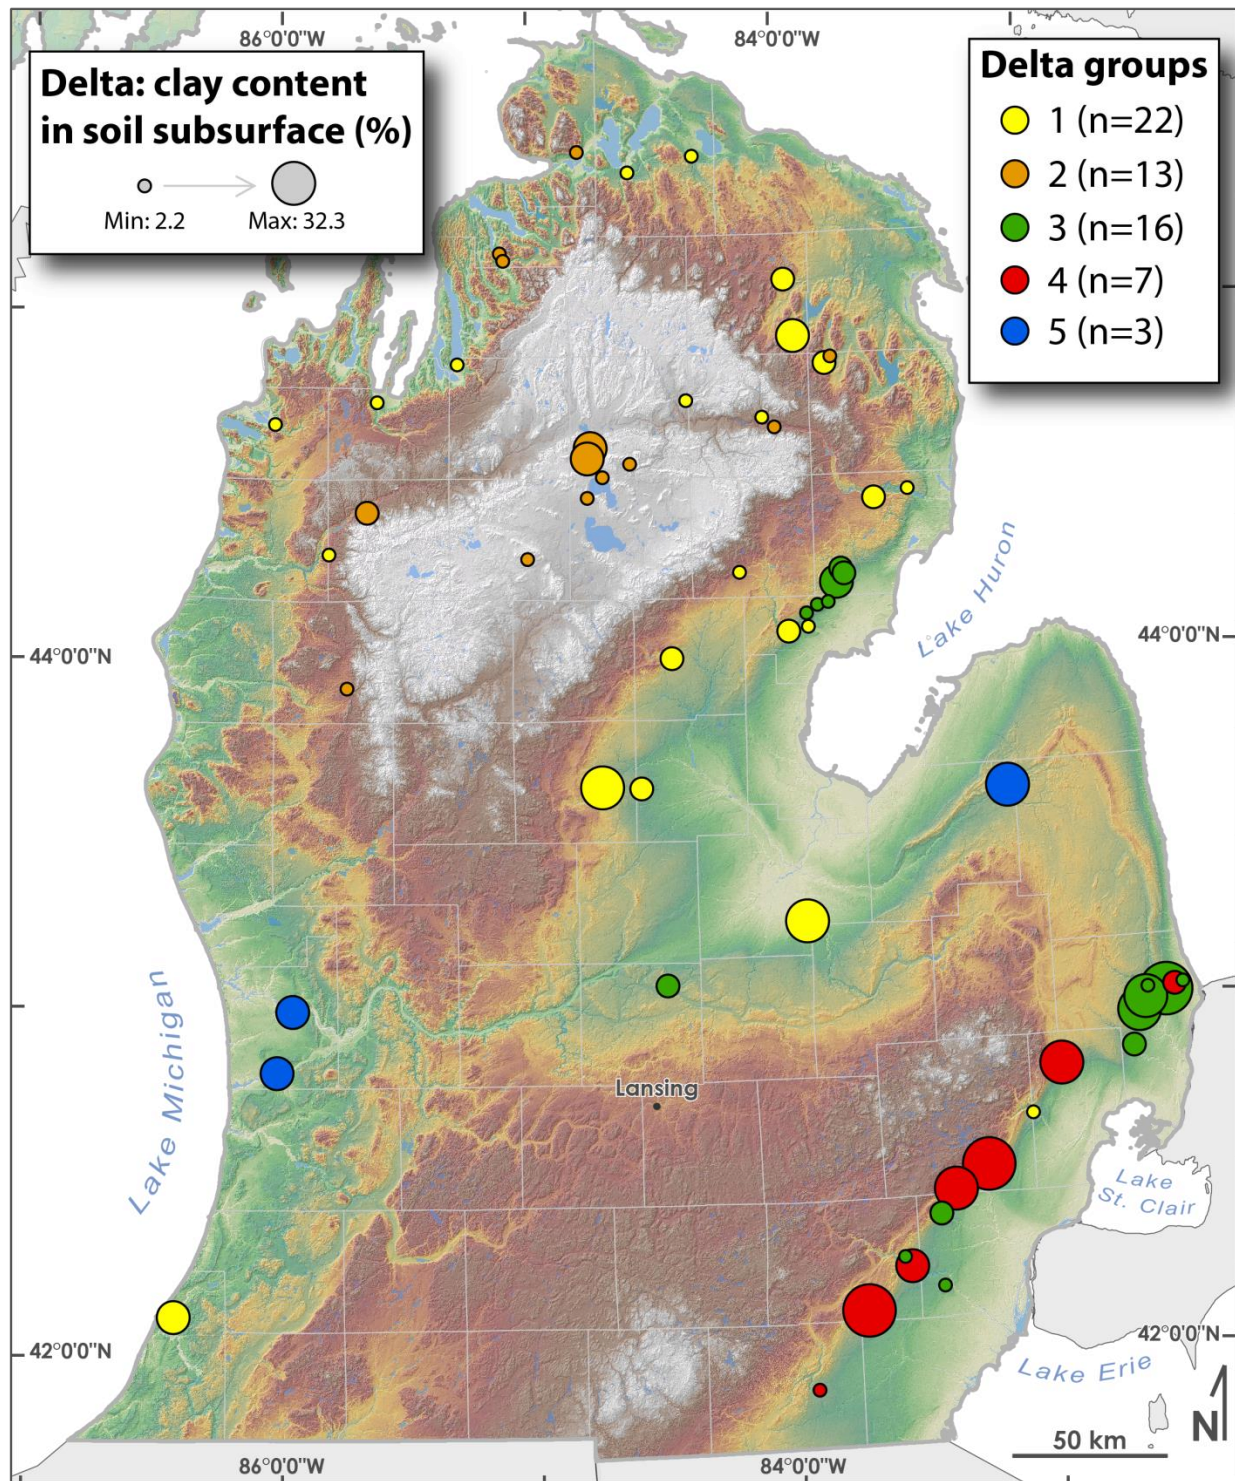 86°0'0"W
84°0'0"W
Delta: clay content
in soil subsurface (%)
Min: 2.2
Max: 32.3
Delta groups
1 (n=22)
2 (n=13)
3 (n=16)
4 (n=7)
5 (n=3)
Lake Huron
44°0'0"N
44°0'0"N
Lake Michigan
Lansing
Lake
St. Clair
42°0'0"N
42°0'0"N
Lake Erie
N
50 km
86°0'0"W
84°0'0"W